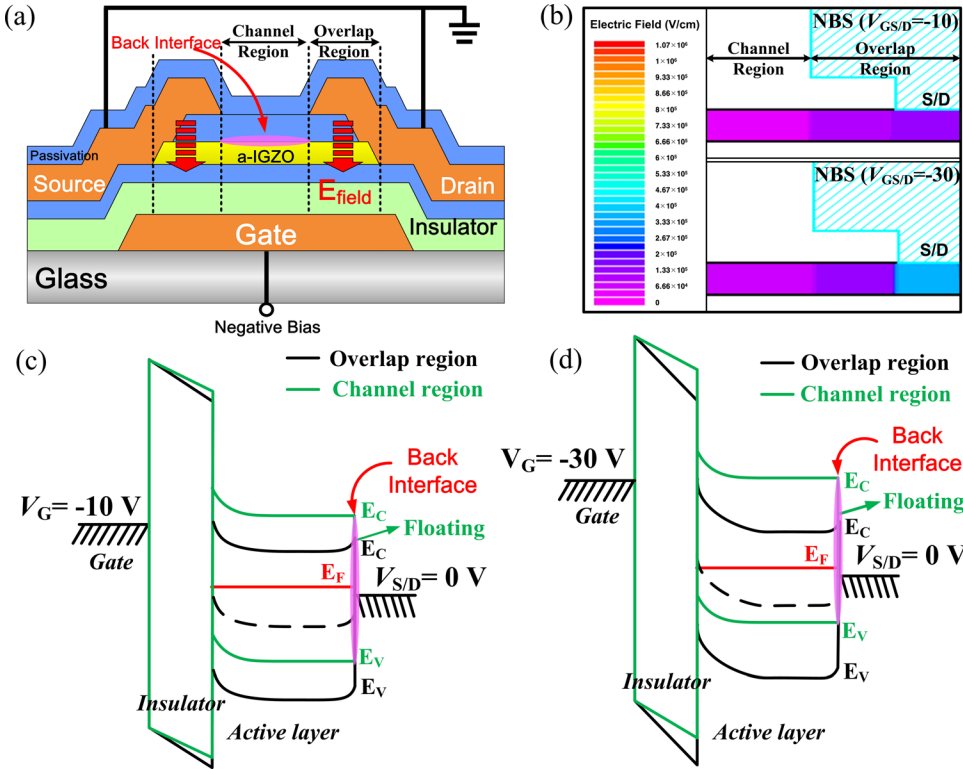 (a)
Back Interface
Channel
Region
Overlap
Region
Passivation
a-IGZO
Source
Efield
Drain
Insulator
Gate
Glass
Negative Bias
(b)
Electric Field (V/cm)
1.07×10⁶
1×10⁶
9.33×10⁵
8.66×10⁵
8×10⁵
7.33×10⁵
6.66×10⁵
6×10⁵
5.33×10⁵
4.67×10⁵
4×10⁵
3.33×10⁵
2.67×10⁵
2×10⁵
1.33×10⁵
6.66×10⁴
0
NBS (VGS/D=-10)
Channel
Region
Overlap
Region
S/D
NBS (VGS/D=-30)
S/D
(c)
Overlap region
Channel region
VG= -10 V
Gate
Back
Interface
EC
Floating
EC
EF
VS/D= 0 V
EV
EV
Insulator
Active layer
(d)
Overlap region
Channel region
VG= -30 V
Gate
Back
Interface
EC
Floating
EC
EF
VS/D= 0 V
EV
EV
Insulator
Active layer